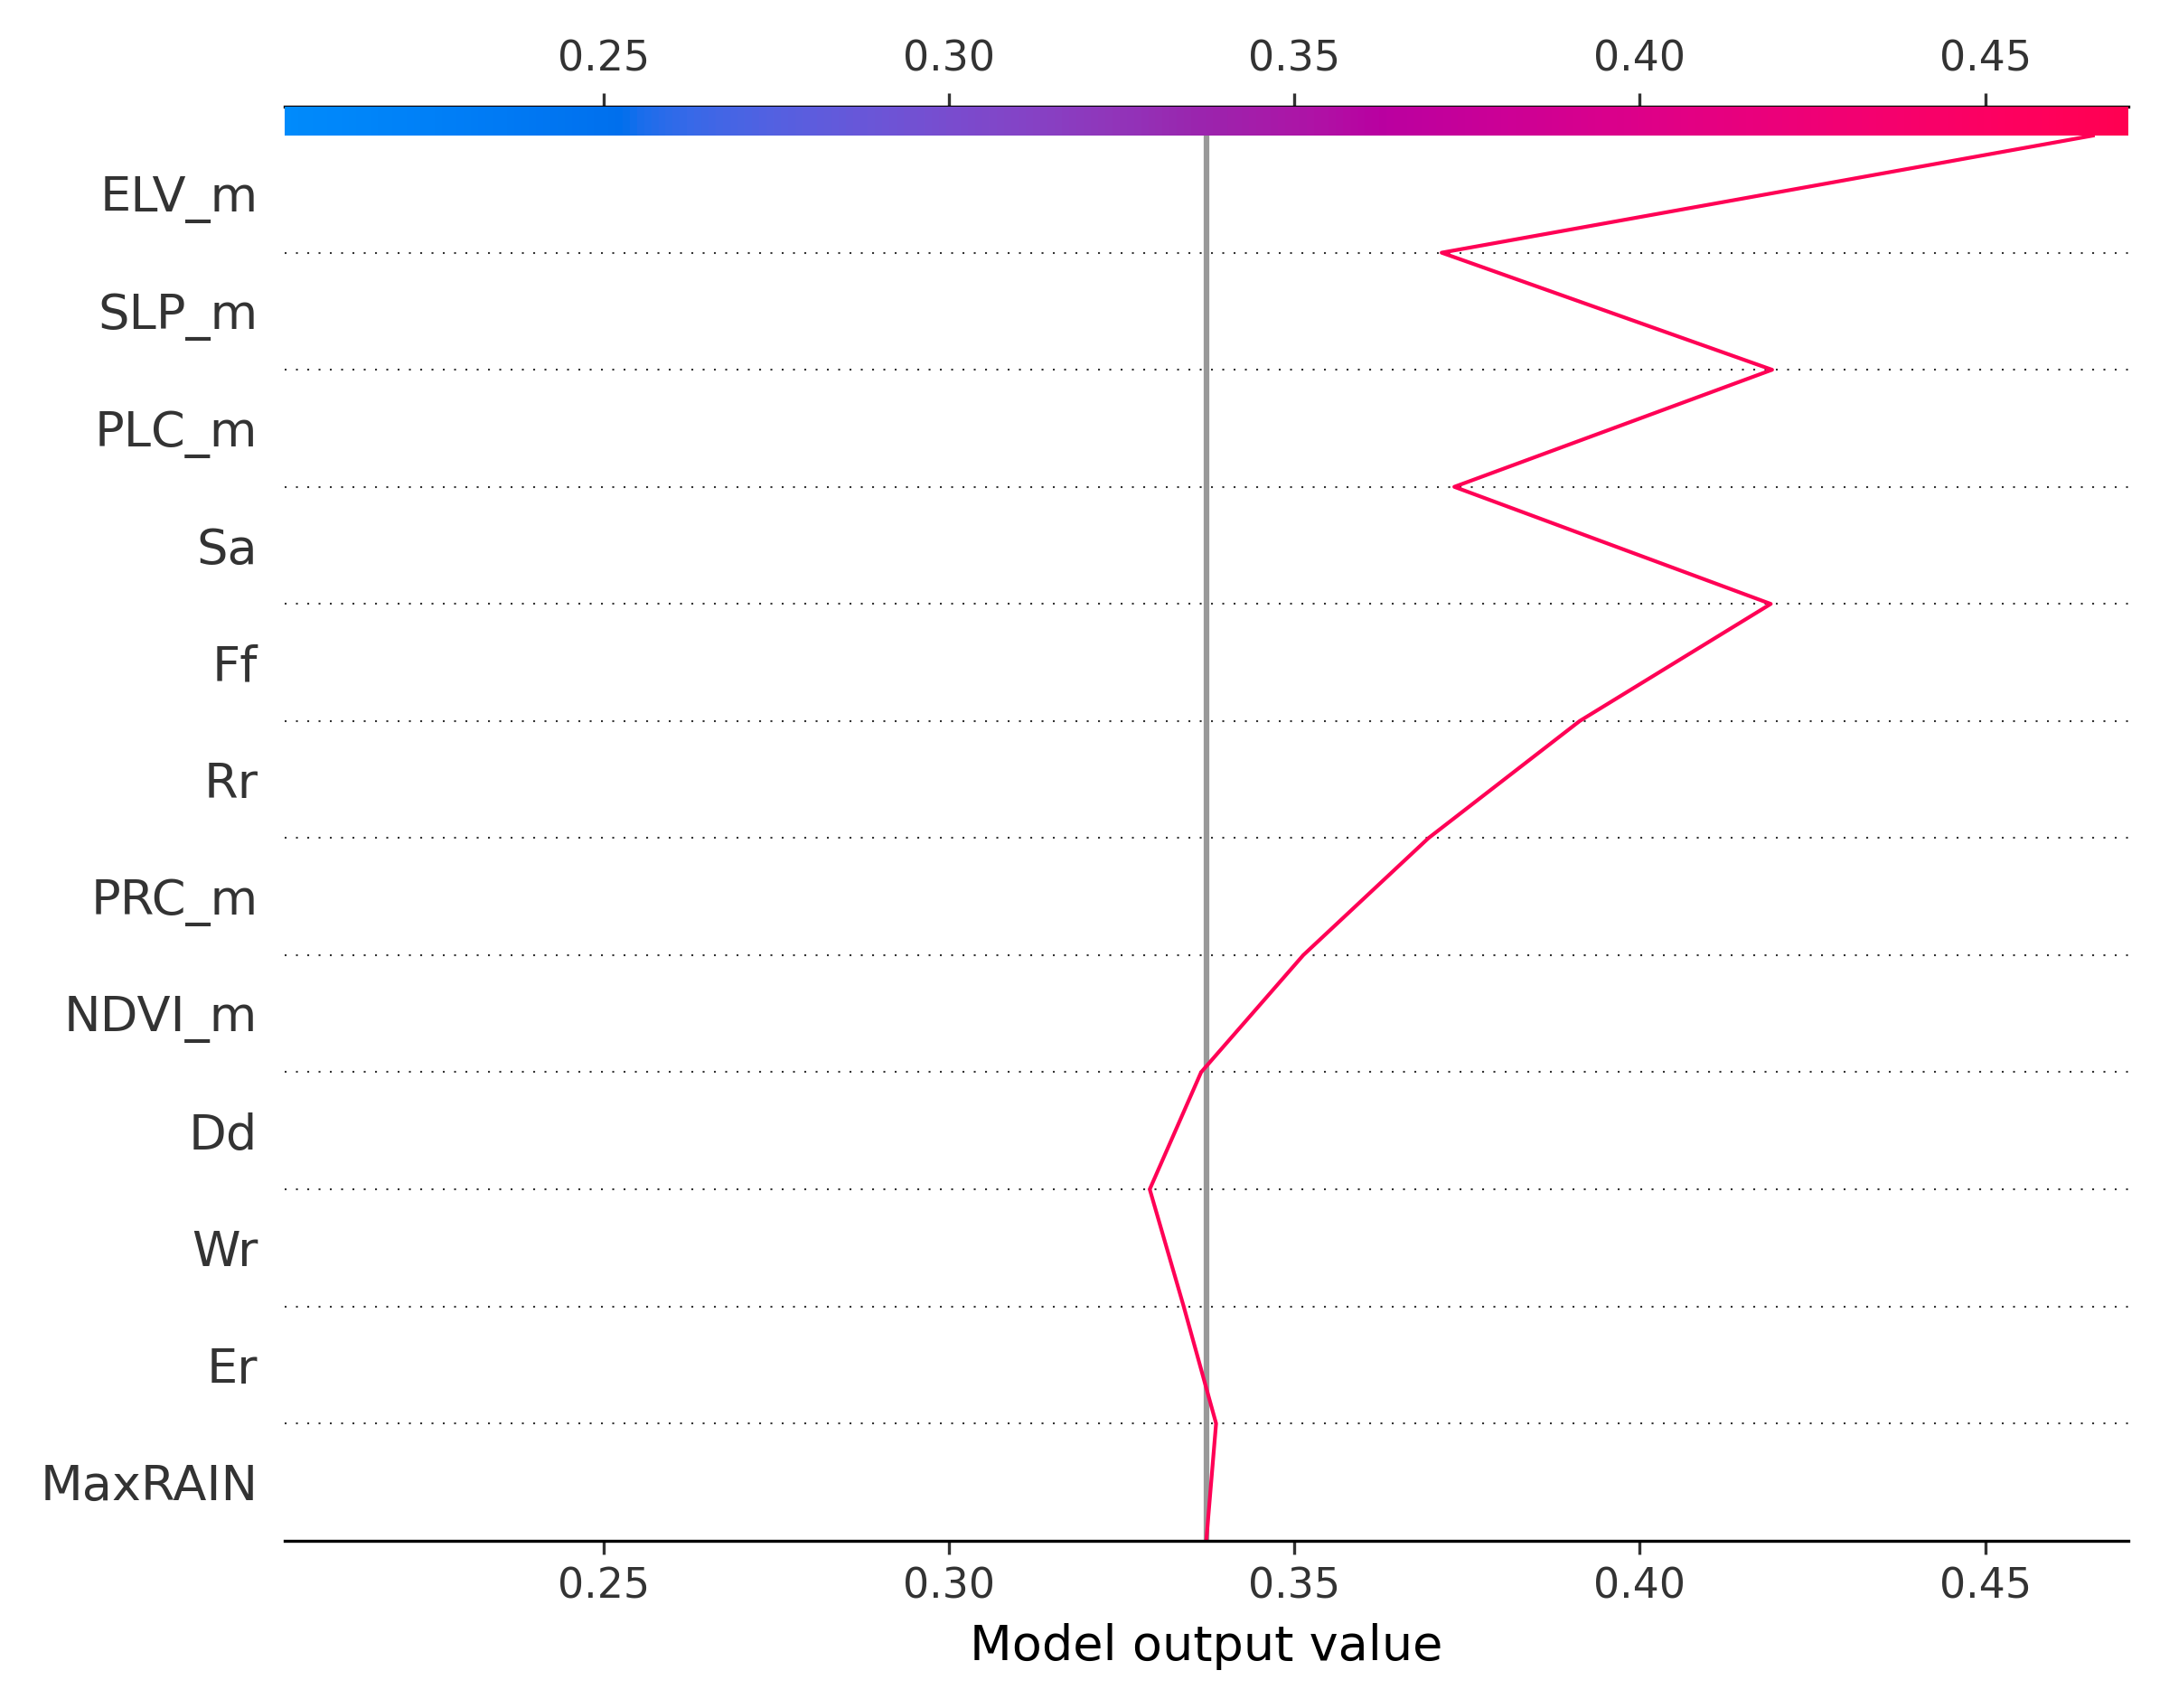 0.25 0.30 0.35 0.40 0.45
ELV_m
SLP_m
PLC_m
Sa
Ff
Rr
PRC_m
NDVI_m
Dd
Wr
Er
MaxRAIN
0.25 0.30 0.35 0.40 0.45
Model output value